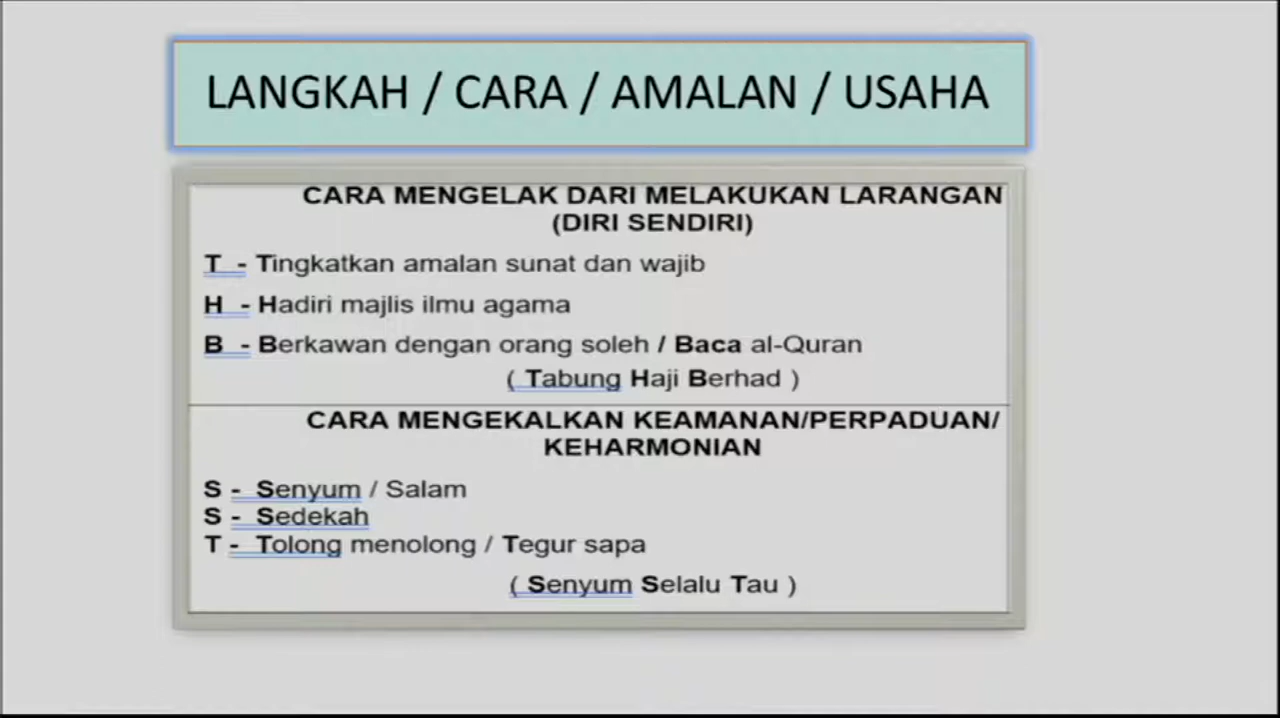 LANGKAH / CARA / AMALAN / USAHA
CARA MENGELAK DARI MELAKUKAN LARANGAN
(DIRI SENDIRI)
T - Tingkatkan amalan sunat dan wajib
H - Hadiri majlis ilmu agama
B - Berkawan dengan orang soleh / Baca al-Quran
( Tabung Haji Berhad )
CARA MENGEKALKAN KEAMANAN/PERPADUAN/
KEHARMONIAN
S - Senyum / Salam
S - Sedekah
T - Tolong menolong / Tegur sapa
( Senyum Selalu Tau )